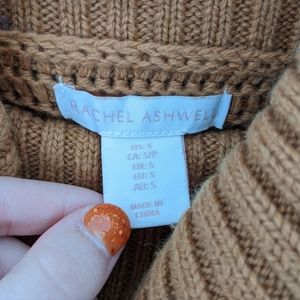 RACHEL ASHWELL
US: S
CA: S/P
UK: S
EU: S
AU: S
MADE IN
CHINA